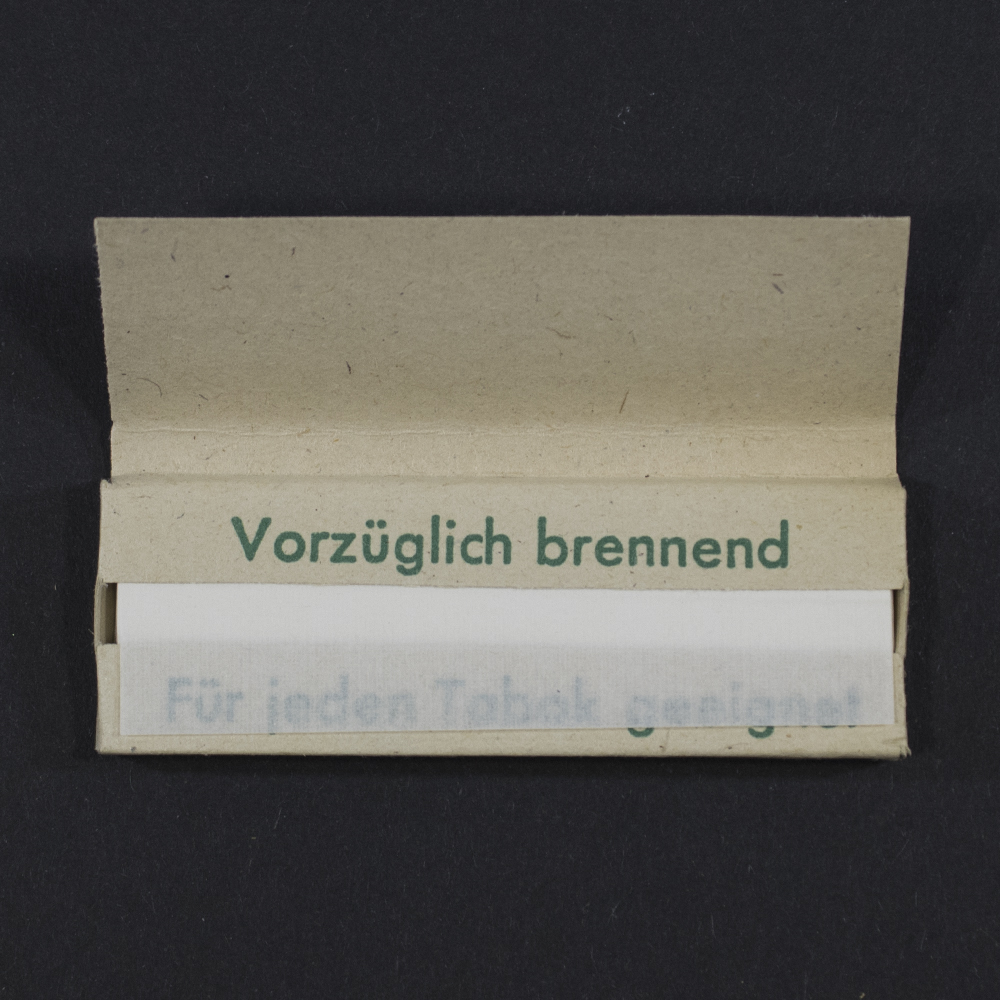 Vorzüglich brennend
Für jeden Tabak geeignet